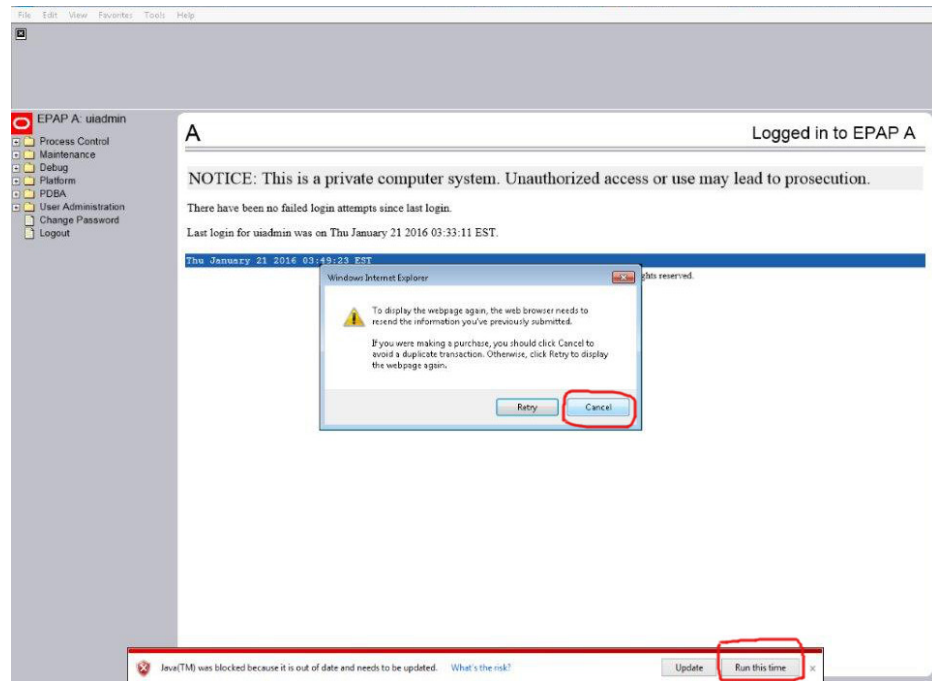 File Edit View Favorites Tools Help
EPAP A: uiadmin
Process Control
Maintenance
Debug
Platform
PDBA
User Administration
Change Password
Logout
A
Logged in to EPAP A
NOTICE: This is a private computer system. Unauthorized access or use may lead to prosecution.
There have been no failed login attempts since last login.
Last login for uiadmin was on Thu January 21 2016 03:33:11 EST.
Thu January 21 2016 03:49:23 EST
ghts reserved.
Windows Internet Explorer
To display the webpage again, the web browser needs to
resend the information you've previously submitted.
If you were making a purchase, you should click Cancel to
avoid a duplicate transaction. Otherwise, click Retry to display
the webpage again.
Retry Cancel
Java(TM) was blocked because it is out of date and needs to be updated. What's the risk? Update Run this time x